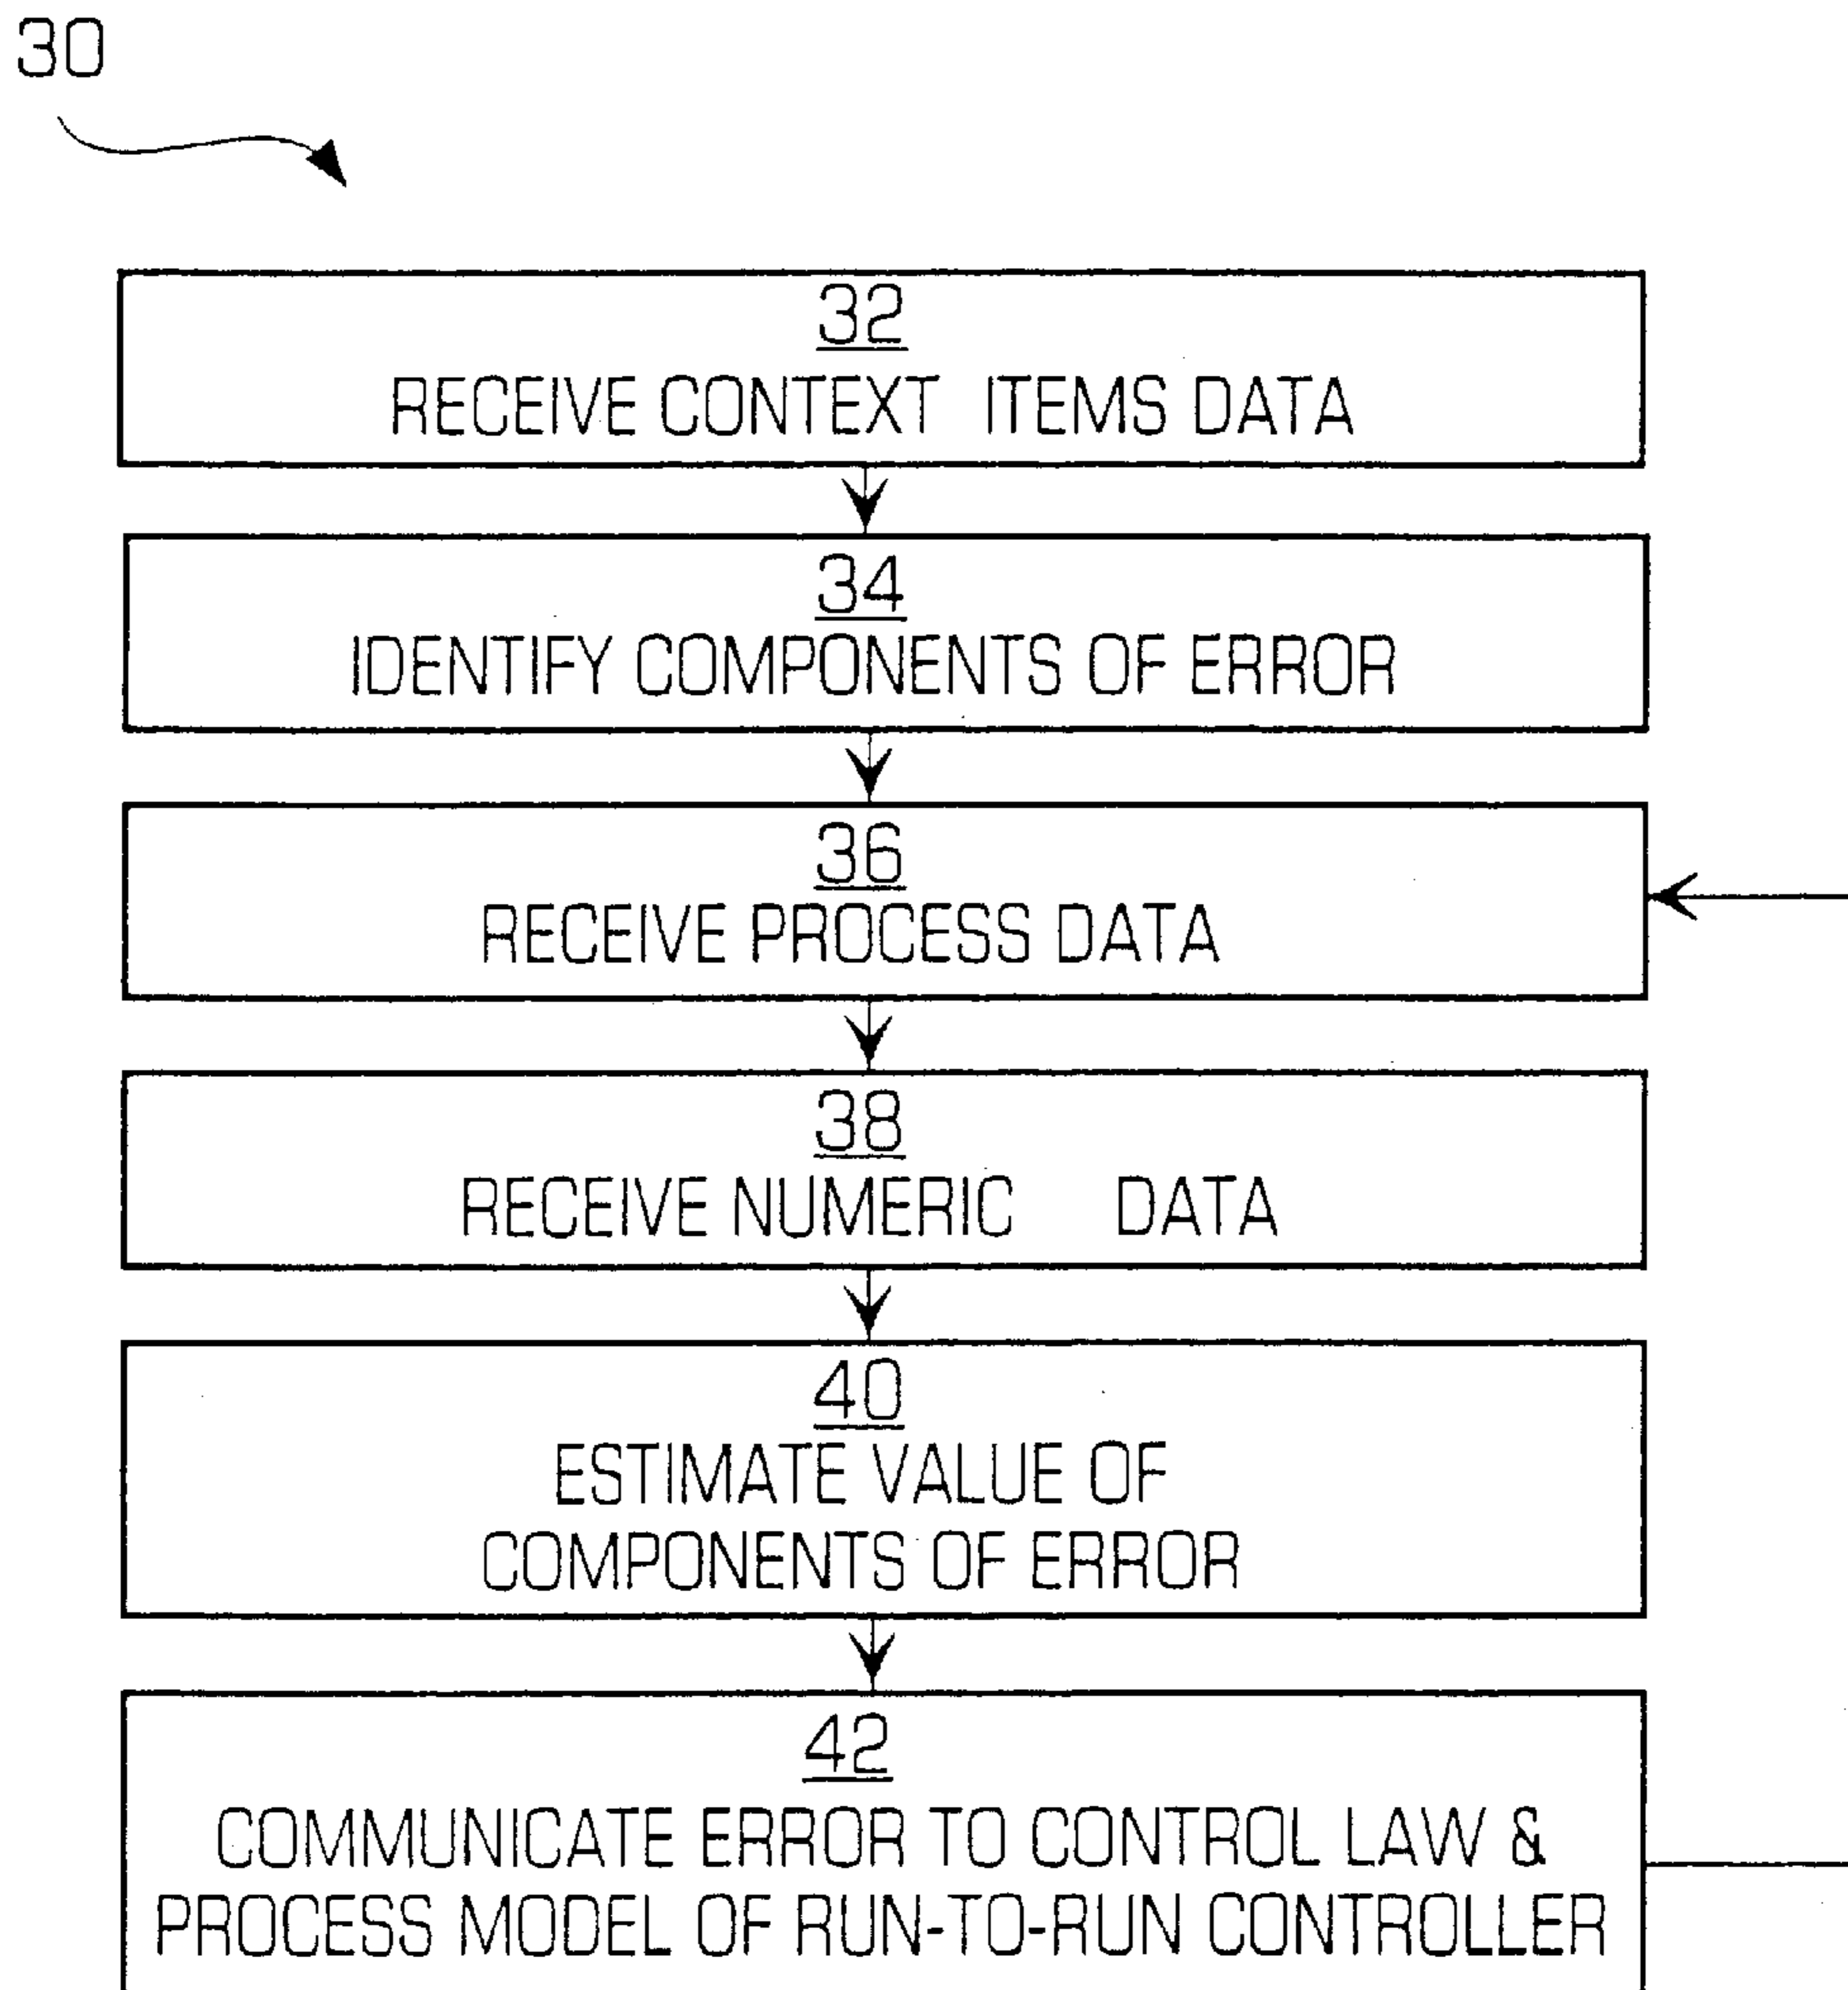 30
32
RECEIVE CONTEXT ITEMS DATA
34
IDENTIFY COMPONENTS OF ERROR
36
RECEIVE PROCESS DATA
38
RECEIVE NUMERIC DATA
40
ESTIMATE VALUE OF
COMPONENTS OF ERROR
42
COMMUNICATE ERROR TO CONTROL LAW &
PROCESS MODEL OF RUN-TO-RUN CONTROLLER